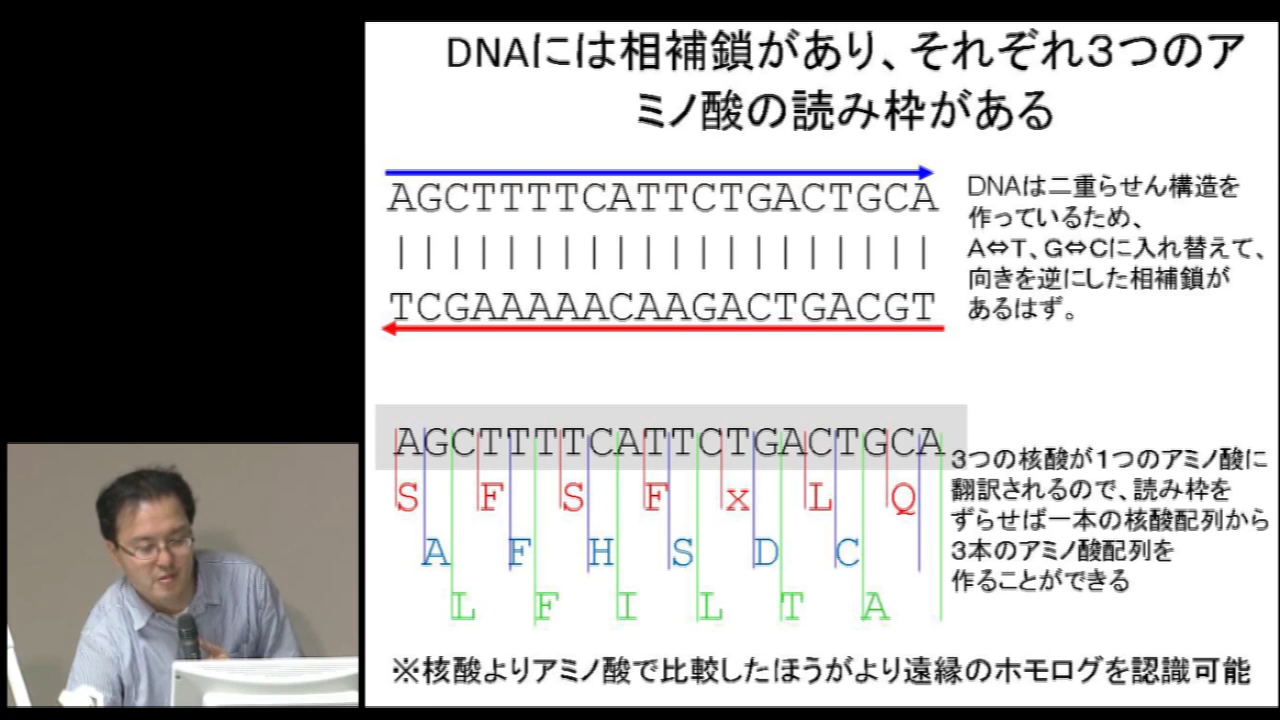 DNAには相補鎖があり、それぞれ３つのア
ミノ酸の読み枠がある
AGCTTTTCATTCTGACTGCA
||||||||||||||||||||
TCGAAAAACAAGACTGACGT
DNAは二重らせん構造を
作っているため、
A⇔T、G⇔Cに入れ替えて、
向きを逆にした相補鎖が
あるはず。
AGCTTTTCATTCTGACTGCA
S F S F x L Q
A F H S D C
L F I L T A
３つの核酸が１つのアミノ酸に
翻訳されるので、読み枠を
ずらせば一本の核酸配列から
３本のアミノ酸配列を
作ることができる
※核酸よりアミノ酸で比較したほうがより遠縁のホモログを認識可能